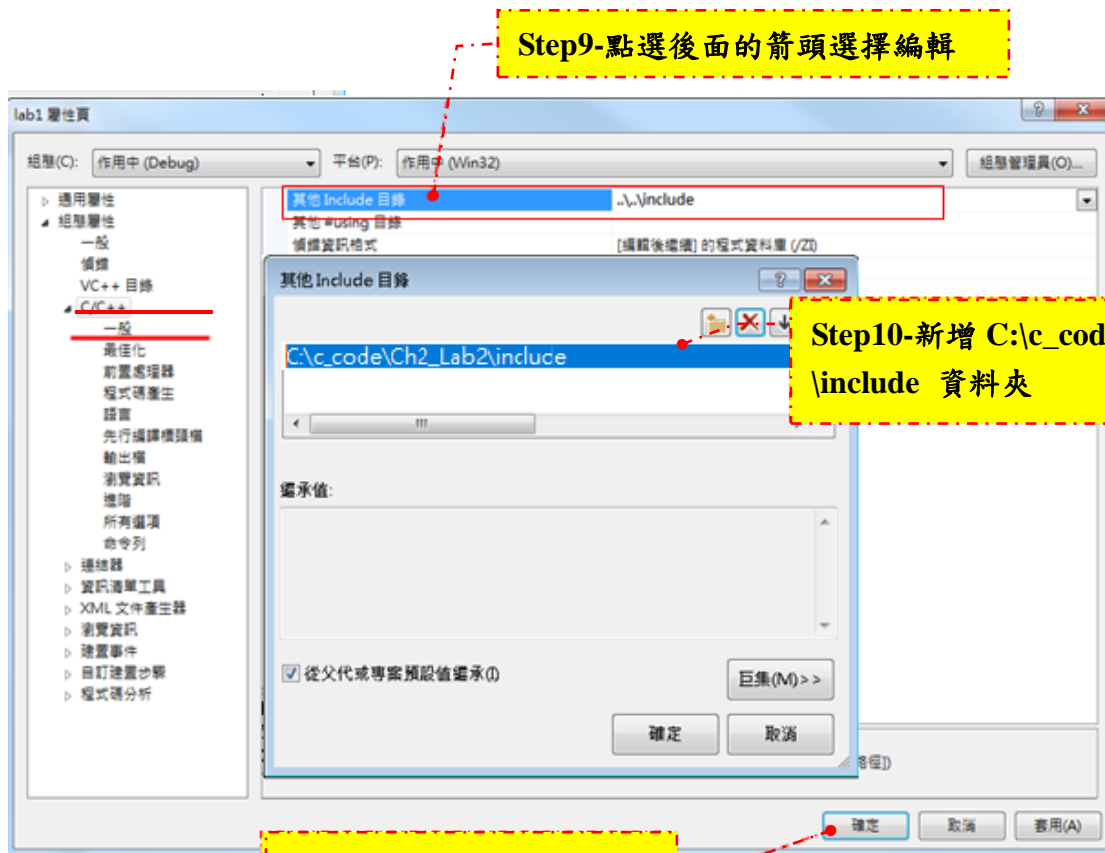 Step9-點選後面的箭頭選擇編輯
lab1 屬性頁
組態(C): 作用中 (Debug) 平台(P): 作用中 (Win32) 組態管理員(O)...
通用屬性
組態屬性
一般
偵錯
VC++ 目錄
C/C++
一般
最佳化
前置處理器
程式碼產生
語言
先行編譯標頭檔
輸出檔
瀏覽資訊
進階
所有選項
命令列
連結器
資訊清單工具
XML 文件產生器
瀏覽資訊
建置事件
自訂建置步驟
程式碼分析
其他 Include 目錄 ..\..\include
其他 #using 目錄
偵錯資訊格式 [編輯後繼續] 的程式資料庫 (/ZI)
其他 Include 目錄
C:\c_code\Ch2_Lab2\include
Step10-新增 C:\c_cod
\include 資料夾
繼承值:
從父代或專案預設值繼承(I)
巨集(M)>>
確定 取消
路徑])
確定 取消 套用(A)